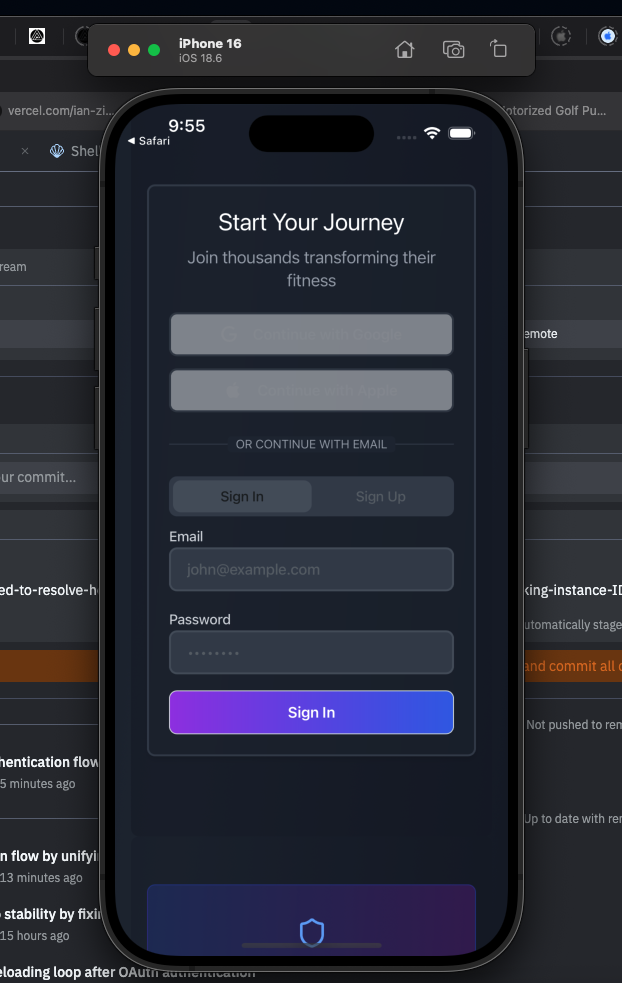 iPhone 16
iOS 18.6
vercel.com/ian-zi...
otorized Golf Pu...
9:55
Safari
Shel
Start Your Journey
Join thousands transforming their
fitness
ream
Continue with Google
emote
Continue with Apple
OR CONTINUE WITH EMAIL
ur commit...
Sign In
Sign Up
Email
john@example.com
ed-to-resolve-h
king-instance-ID
Password
utomatically stage
and commit all c
Sign In
Not pushed to rem
hentication flow
5 minutes ago
Up to date with rem
n flow by unifyi
13 minutes ago
stability by fixi
15 hours ago
eloading loop after OAuth authentication